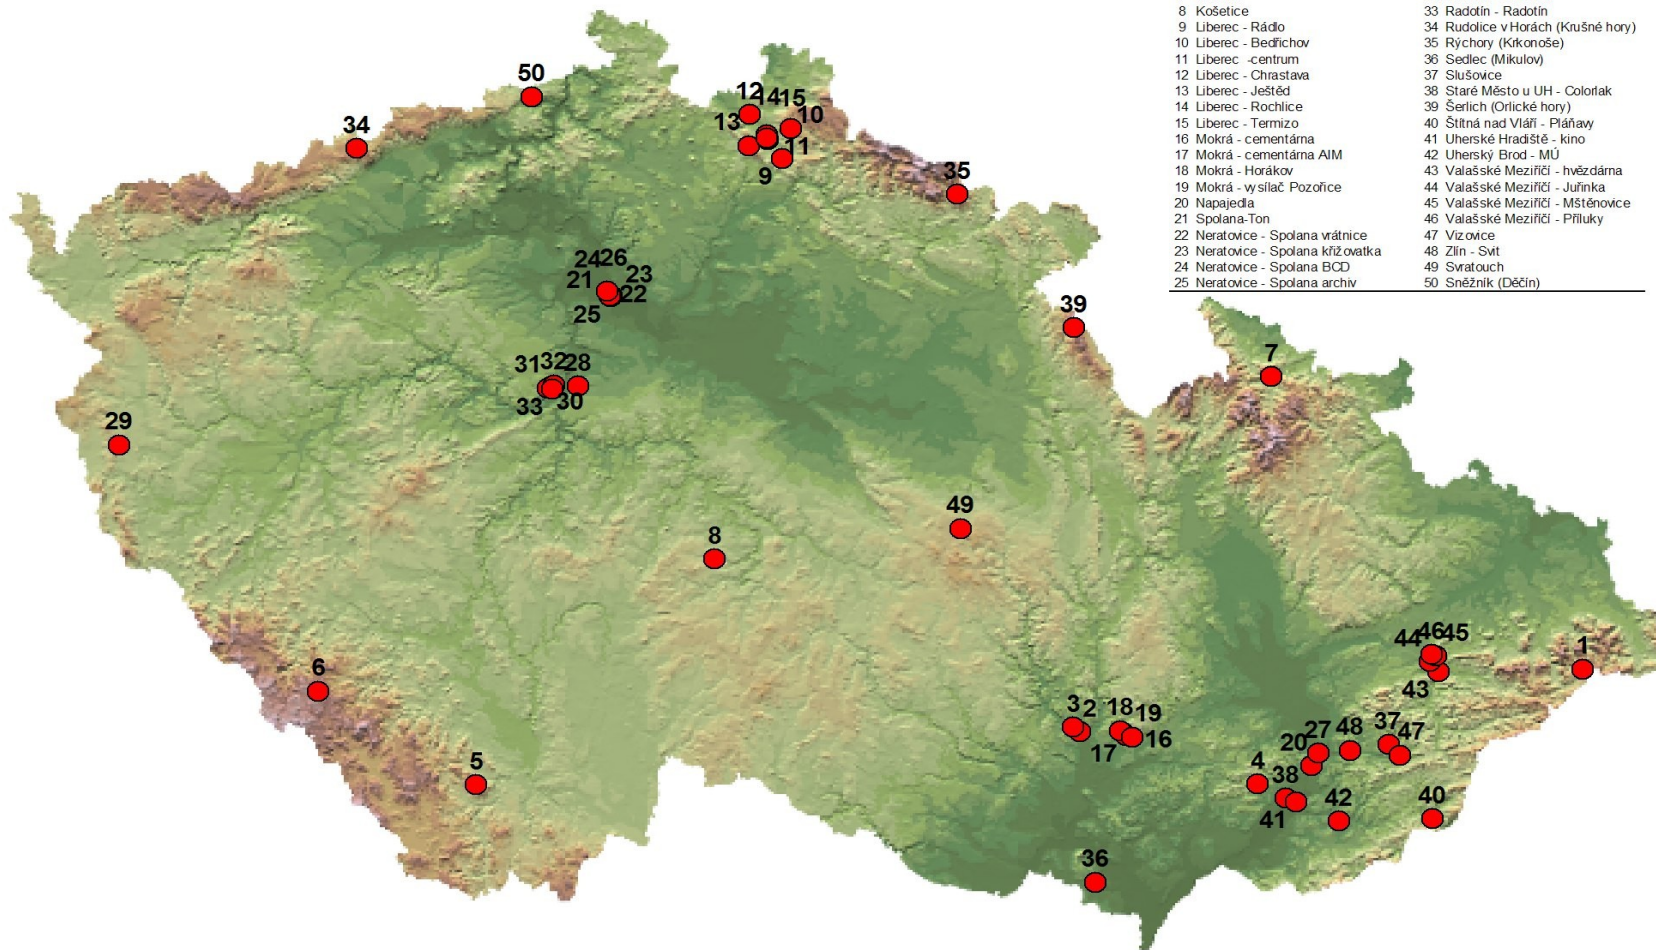 8 Košetice
9 Liberec - Rádlo
10 Liberec - Bedřichov
11 Liberec -centrum
12 Liberec - Chrastava
13 Liberec - Ještěd
14 Liberec - Rochlice
15 Liberec - Termizo
16 Mokrá - cementárna
17 Mokrá - cementárna AIM
18 Mokrá - Horákov
19 Mokrá - vysílač Pozořice
20 Napajedla
21 Spolana-Ton
22 Neratovice - Spolana vrátnice
23 Neratovice - Spolana křižovatka
24 Neratovice - Spolana BCD
25 Neratovice - Spolana archiv
33 Radotín - Radotín
34 Rudolice v Horách (Krušné hory)
35 Rýchory (Krkonoše)
36 Sedlec (Mikulov)
37 Slušovice
38 Staré Město u UH - Colorlak
39 Šerlich (Orlické hory)
40 Štítná nad Vláří - Pláňavy
41 Uherské Hradiště - kino
42 Uherský Brod - MÚ
43 Valašské Meziříčí - hvězdárna
44 Valašské Meziříčí - Juřinka
45 Valašské Meziříčí - Mštěnovice
46 Valašské Meziříčí - Příluky
47 Vizovice
48 Zlín - Svit
49 Svratouch
50 Sněžník (Děčín)
50
12 14 15
34
13
10
11
9
35
24 26
21
23
22
25
39
31 32 28
33 30
7
29
49
8
44 46 45
1
43
6
3 2
18 19
17 16
27 48 37 47
20
5
4 38
41
42
40
36